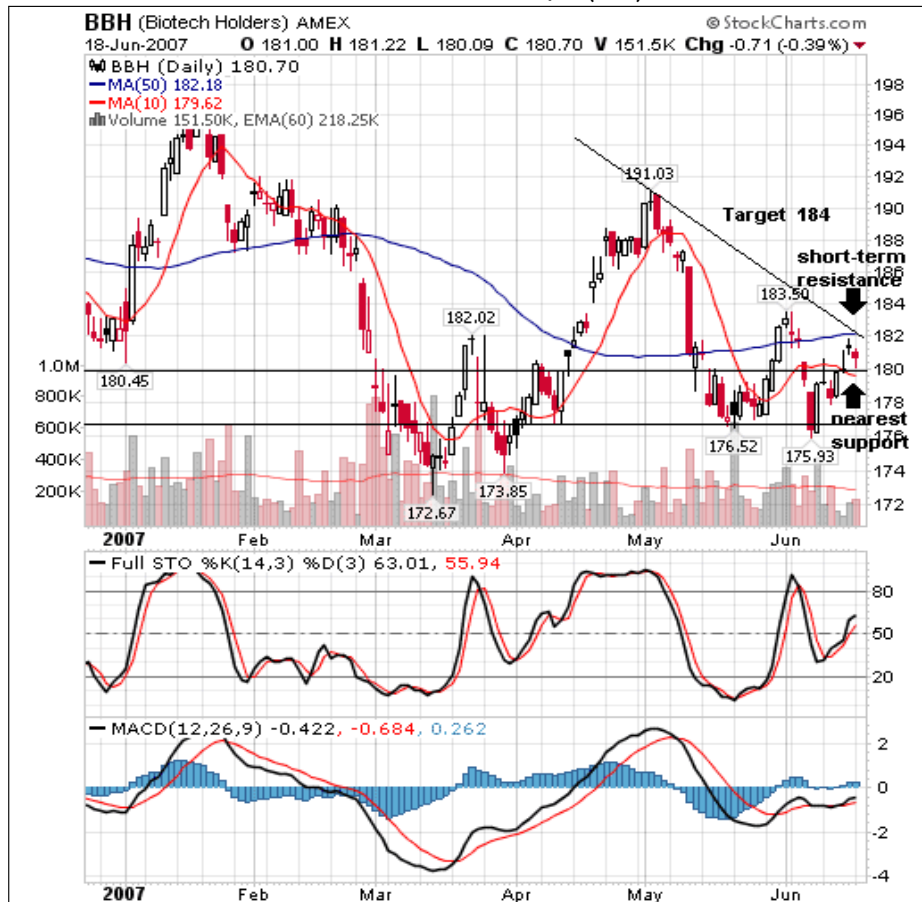 BBH (Biotech Holders) AMEX © StockCharts.com
18-Jun-2007 O 181.00 H 181.22 L 180.09 C 180.70 V 151.5K Chg -0.71 (-0.39%)
BBH (Daily) 180.70
MA(50) 182.18
MA(10) 179.62
Volume 151.50K, EMA(60) 218.25K
198
196
194
192
191.03
190
Target 184
188
short-term
186
resistance
183.50
184
182.02
182
1.0M
180.45
180
800K
178
600K
nearest
176
176.52
support
175.93
400K
174
173.85
200K
172.67
172
2007 Feb Mar Apr May Jun
Full STO %K(14,3) %D(3) 63.01, 55.94
80
50
20
MACD(12,26,9) -0.422, -0.684, 0.262
2
0
-2
-4
2007 Feb Mar Apr May Jun